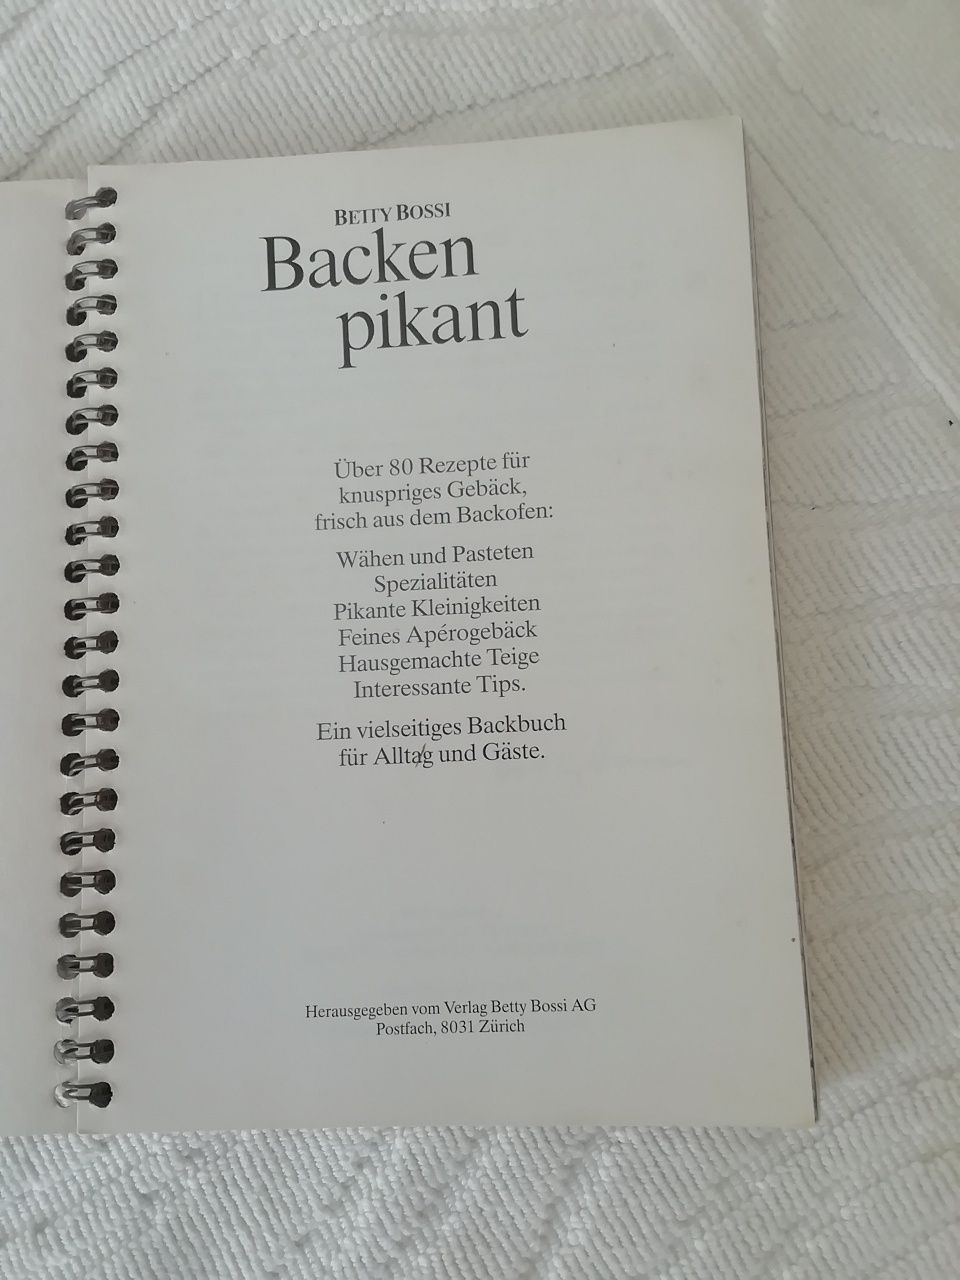 BETTY BOSSI
Backen
pikant
Über 80 Rezepte für
knuspriges Gebäck,
frisch aus dem Backofen:
Wähen und Pasteten
Spezialitäten
Pikante Kleinigkeiten
Feines Apérogebäck
Hausgemachte Teige
Interessante Tips.
Ein vielseitiges Backbuch
für Alltag und Gäste.
Herausgegeben vom Verlag Betty Bossi AG
Postfach, 8031 Zürich